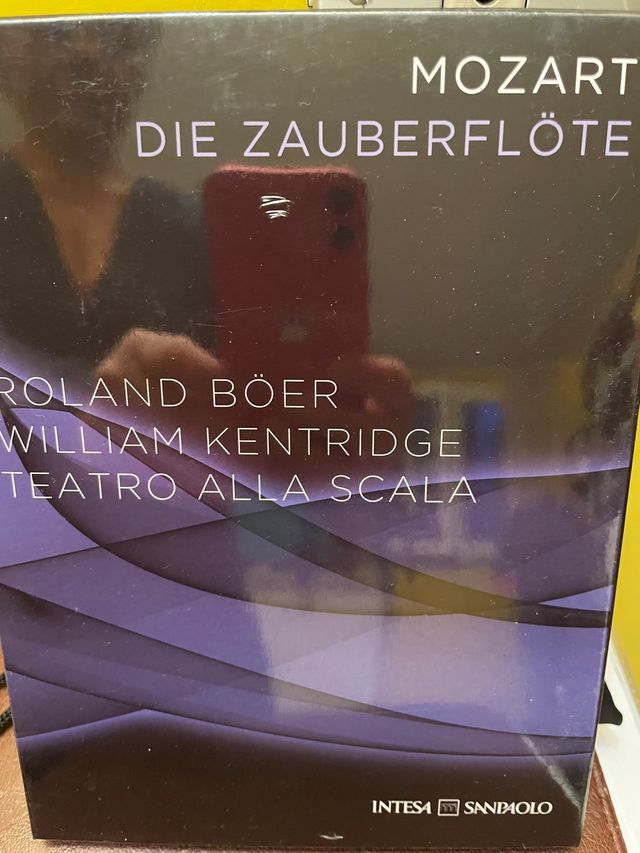 MOZART
DIE ZAUBERFLÖTE
ROLAND BÖER
WILLIAM KENTRIDGE
TEATRO ALLA SCALA
INTESA SANPAOLO